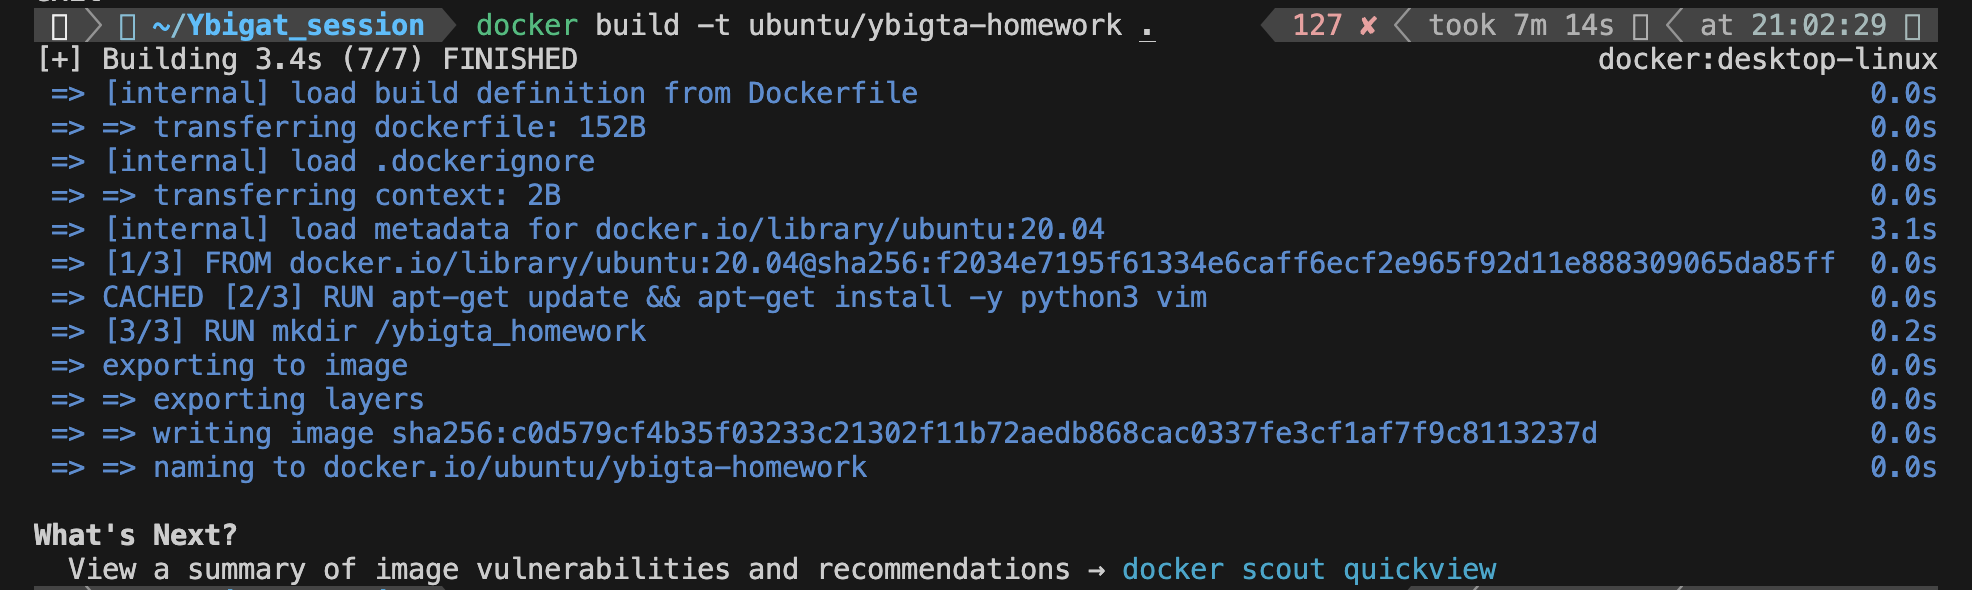 ~/Ybigat_session docker build -t ubuntu/ybigta-homework . 127 ✘ took 7m 14s at 21:02:29
[+] Building 3.4s (7/7) FINISHED docker:desktop-linux
=> [internal] load build definition from Dockerfile 0.0s
=> => transferring dockerfile: 152B 0.0s
=> [internal] load .dockerignore 0.0s
=> => transferring context: 2B 0.0s
=> [internal] load metadata for docker.io/library/ubuntu:20.04 3.1s
=> [1/3] FROM docker.io/library/ubuntu:20.04@sha256:f2034e7195f61334e6caff6ecf2e965f92d11e888309065da85ff 0.0s
=> CACHED [2/3] RUN apt-get update && apt-get install -y python3 vim 0.0s
=> [3/3] RUN mkdir /ybigta_homework 0.2s
=> exporting to image 0.0s
=> => exporting layers 0.0s
=> => writing image sha256:c0d579cf4b35f03233c21302f11b72aedb868cac0337fe3cf1af7f9c8113237d 0.0s
=> => naming to docker.io/ubuntu/ybigta-homework 0.0s
What's Next?
View a summary of image vulnerabilities and recommendations → docker scout quickview